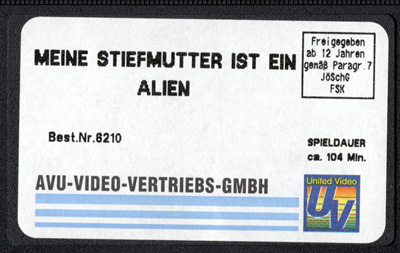 Freigegeben
ab 12 Jahren
gemäß Paragr.7
JöSchG
FSK
MEINE STIEFMUTTER IST EIN
ALIEN
Best.Nr.6210
SPIELDAUER
ca. 104 Min.
AVU-VIDEO-VERTRIEBS-GMBH
United Video
UV